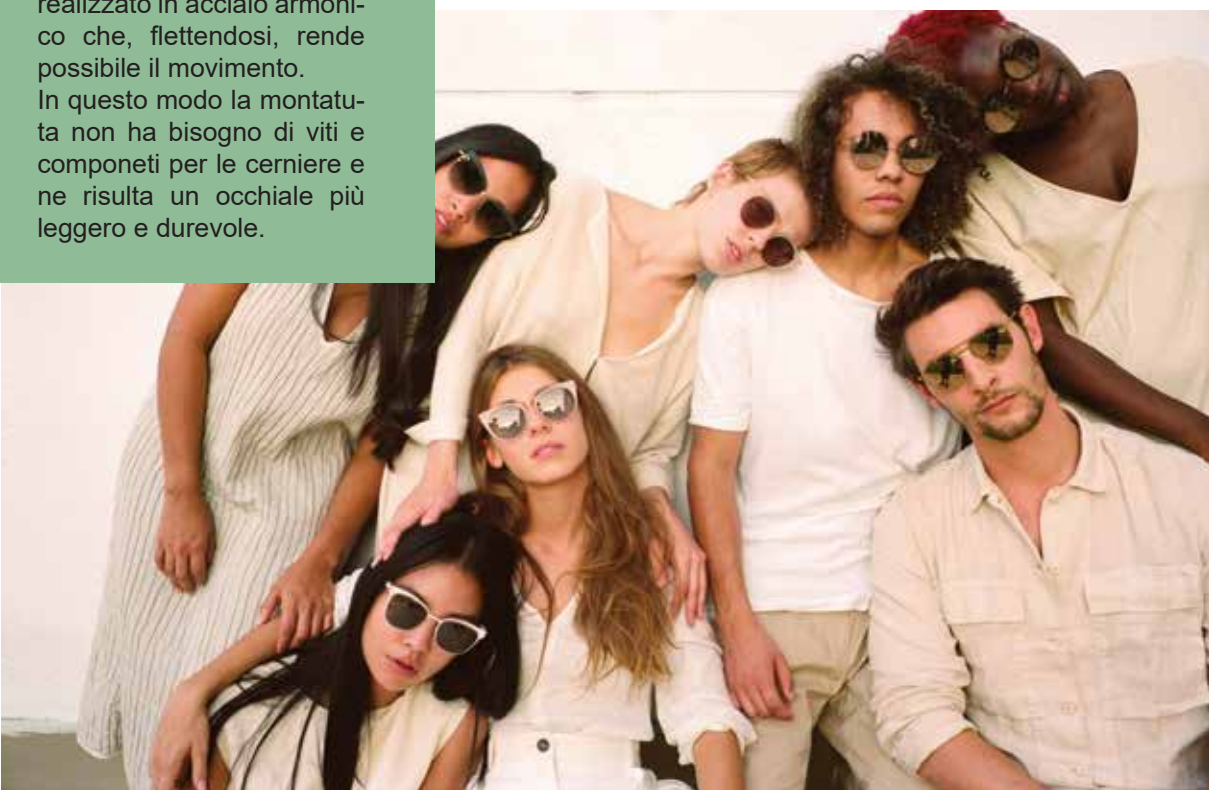 realizzato in acciaio armoni-
co che, flettendosi, rende
possibile il movimento.
In questo modo la montatu-
ta non ha bisogno di viti e
componeti per le cerniere e
ne risulta un occhiale più
leggero e durevole.